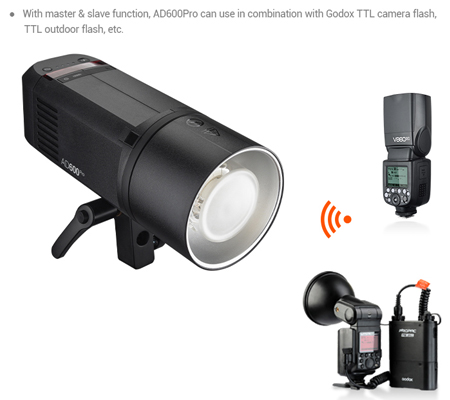 ● With master & slave function, AD600Pro can use in combination with Godox TTL camera flash,
TTL outdoor flash, etc.
AD600Pro
V860II
PROPAC
Godox